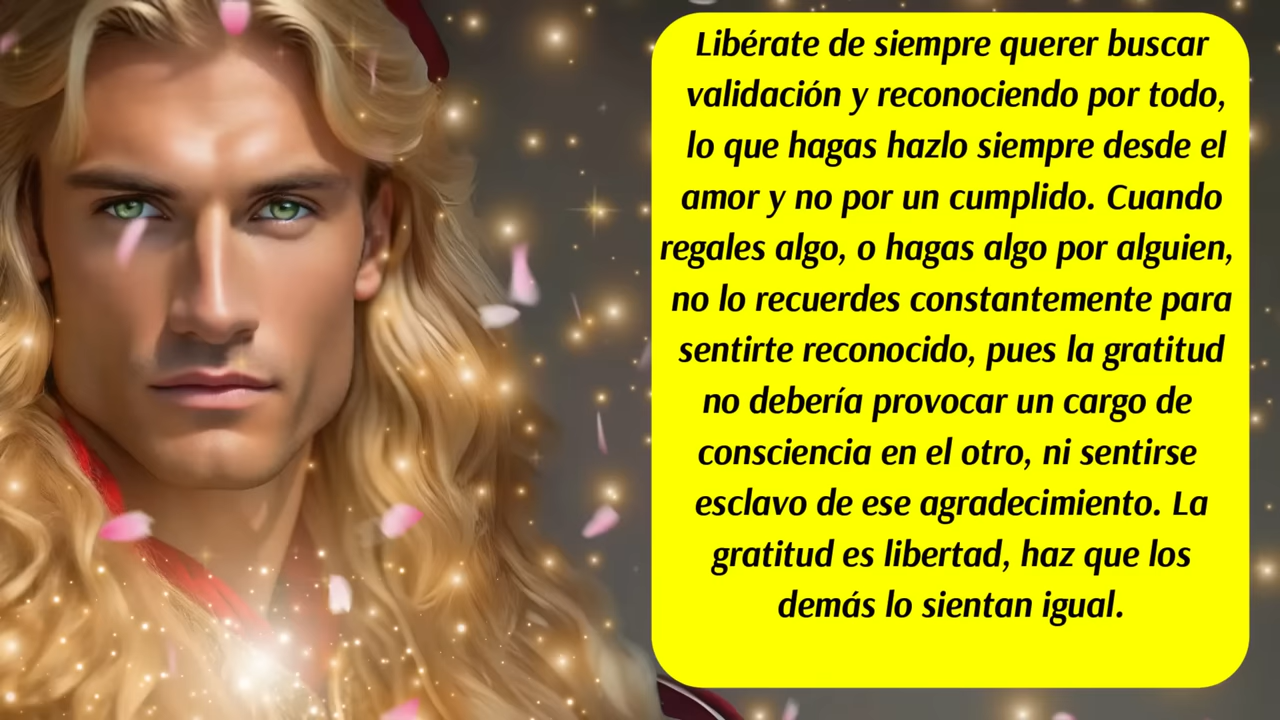 Libérate de siempre querer buscar
validación y reconociendo por todo,
lo que hagas hazlo siempre desde el
amor y no por un cumplido. Cuando
regales algo, o hagas algo por alguien,
no lo recuerdes constantemente para
sentirte reconocido, pues la gratitud
no debería provocar un cargo de
consciencia en el otro, ni sentirse
esclavo de ese agradecimiento. La
gratitud es libertad, haz que los
demás lo sientan igual.